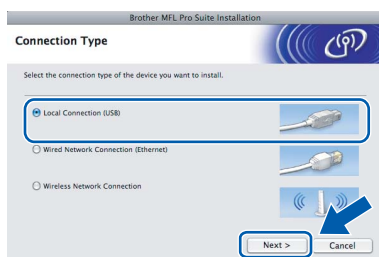 Brother MFL Pro Suite Installation
Connection Type
Select the connection type of the device you want to install.
Local Connection (USB)
Wired Network Connection (Ethernet)
Wireless Network Connection
Next >
Cancel